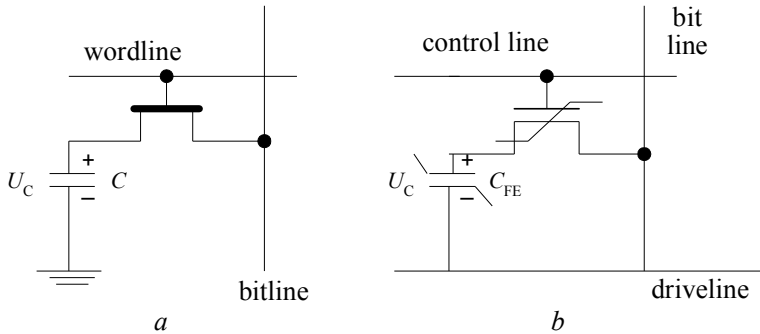 wordline
U_C
+
−
C
bitline
a
control line
bit
line
U_C
+
−
C_FE
driveline
b